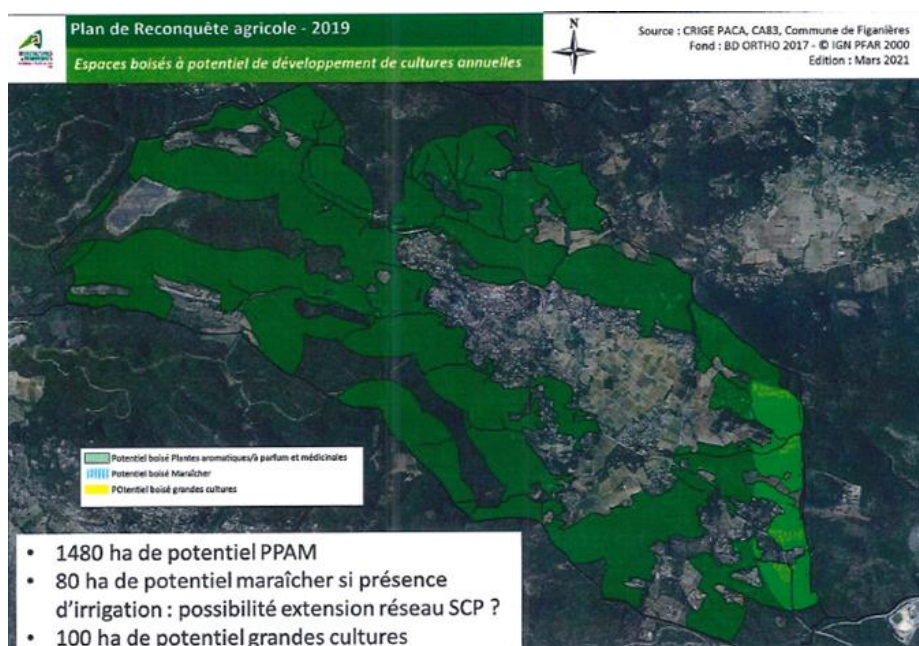 Plan de Reconquête agricole - 2019
Espaces boisés à potentiel de développement de cultures annuelles
N
Source : CRIGE PACA, CA83, Commune de Figanières
Fond : BD ORTHO 2017 - © IGN PFAR 2000
Edition : Mars 2021
Potentiel boisé Plantes aromatiques/à parfum et médicinales
Potentiel boisé Maraîcher
POtentiel boisé grandes cultures
• 1480 ha de potentiel PPAM
• 80 ha de potentiel maraîcher si présence
d'irrigation : possibilité extension réseau SCP ?
• 100 ha de potentiel grandes cultures